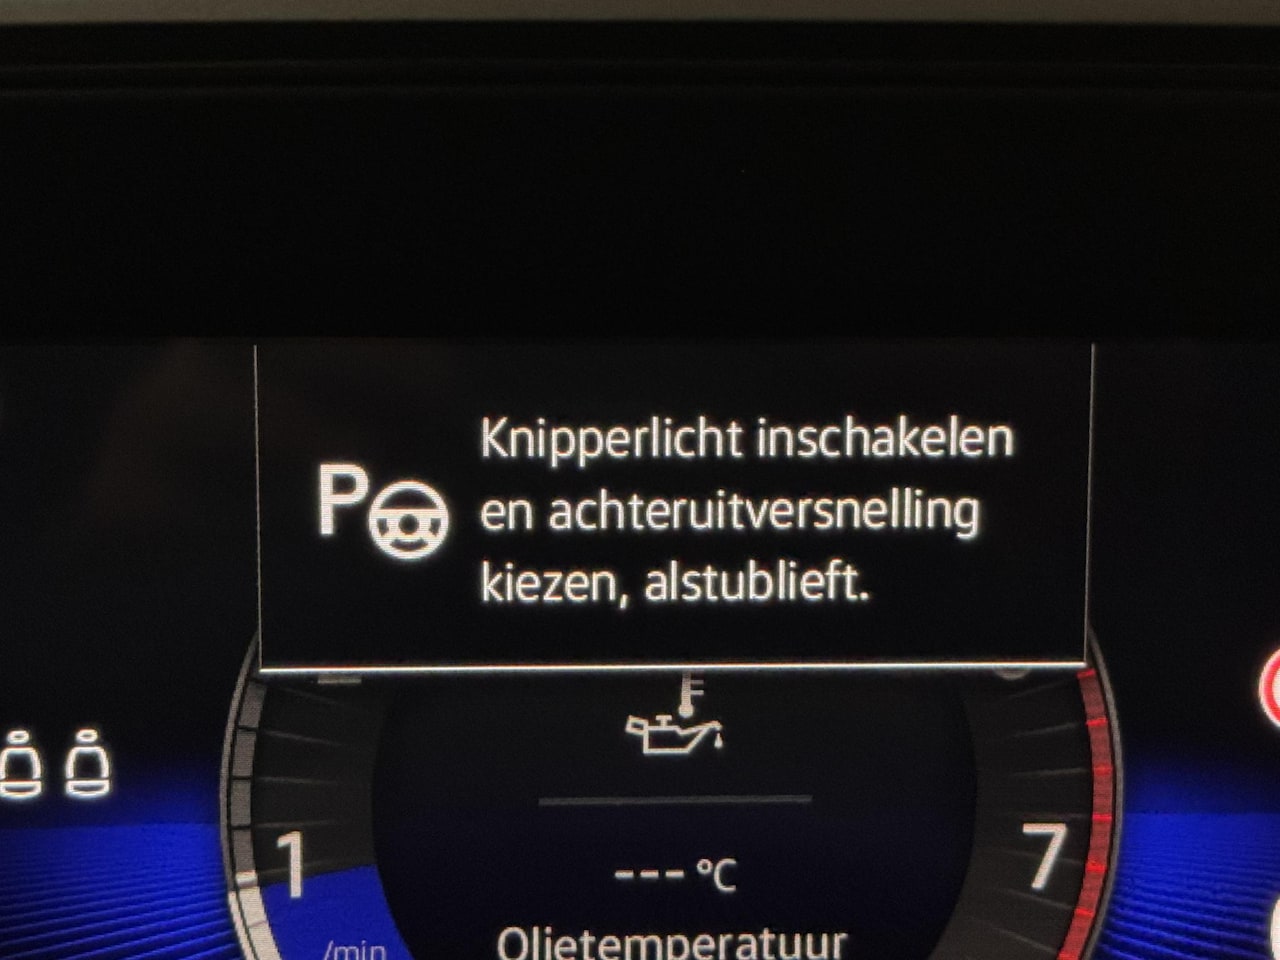 P
Knipperlicht inschakelen
en achteruitversnelling
kiezen, alstublieft.
1
7
--- °C
/min
Olietemperatuur